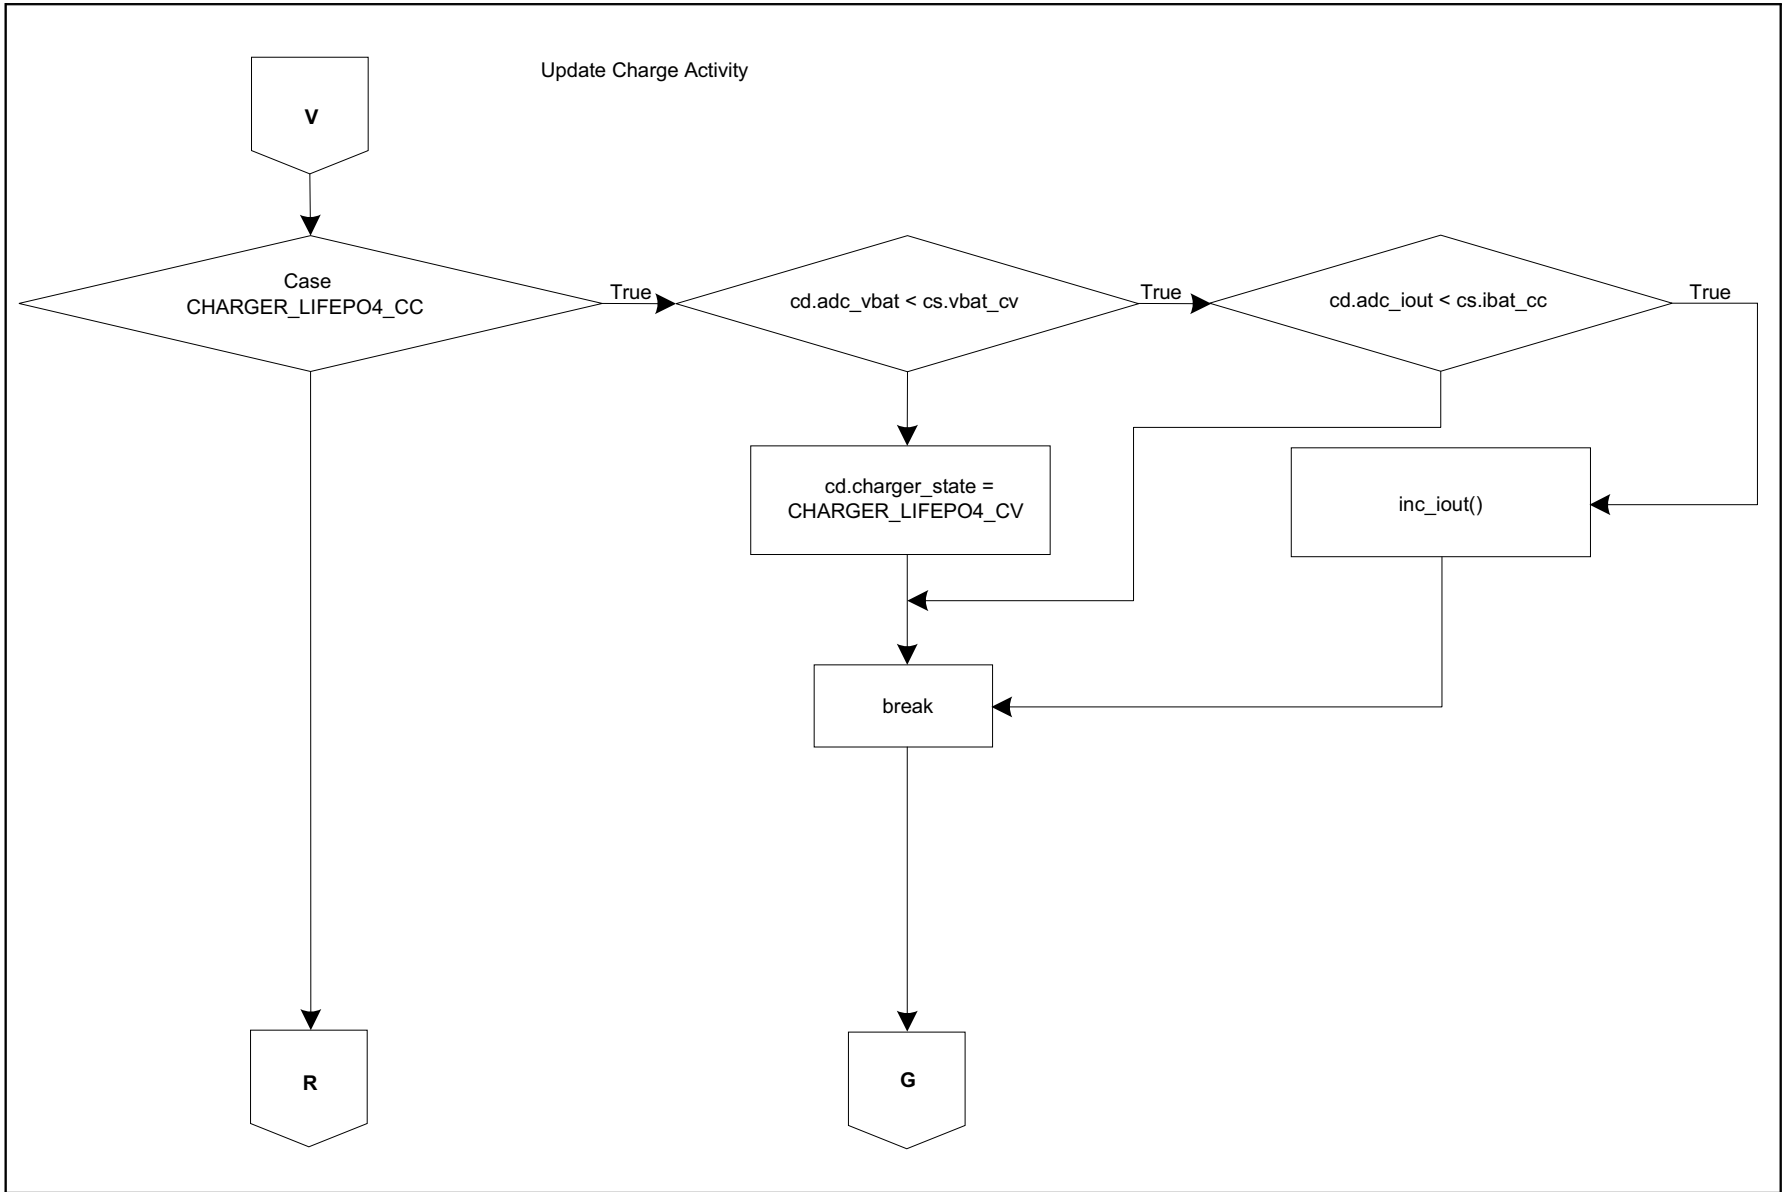 Update Charge Activity
V
Case
CHARGER_LIFEPO4_CC
True
cd.adc_vbat < cs.vbat_cv
True
cd.adc_iout < cs.ibat_cc
True
cd.charger_state =
CHARGER_LIFEPO4_CV
inc_iout()
break
R
G